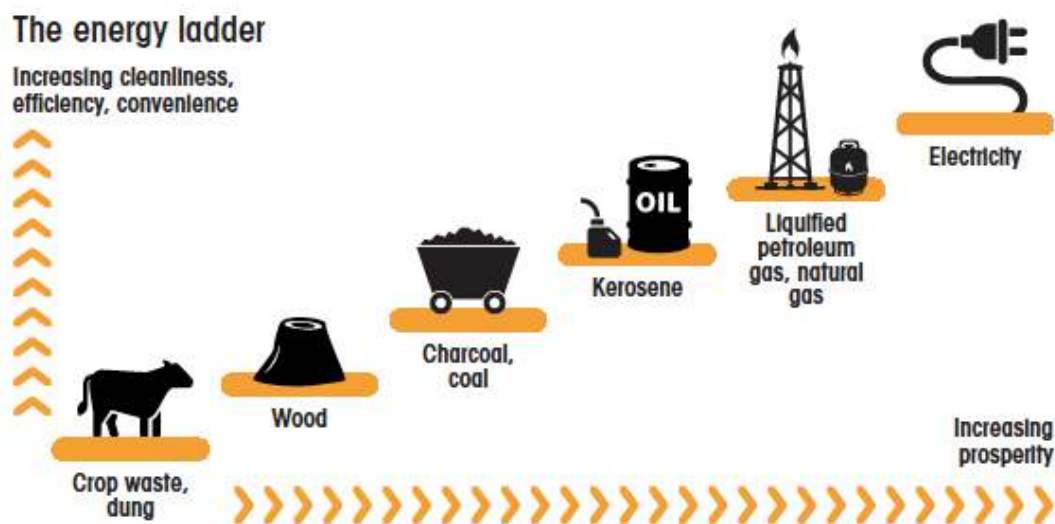 The energy ladder
Increasing cleanliness,
efficiency, convenience
Electricity
OIL
Liquified
petroleum
gas, natural
gas
Kerosene
Charcoal,
coal
Wood
Crop waste,
dung
Increasing
prosperity